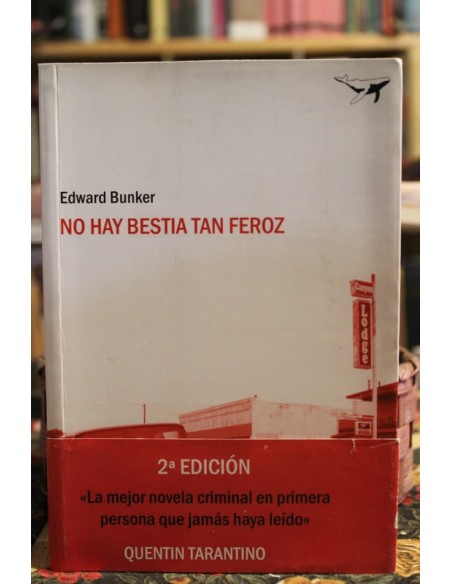 Edward Bunker
NO HAY BESTIA TAN FEROZ
Lodge
2ª EDICIÓN
«La mejor novela criminal en primera
persona que jamás haya leído»
QUENTIN TARANTINO